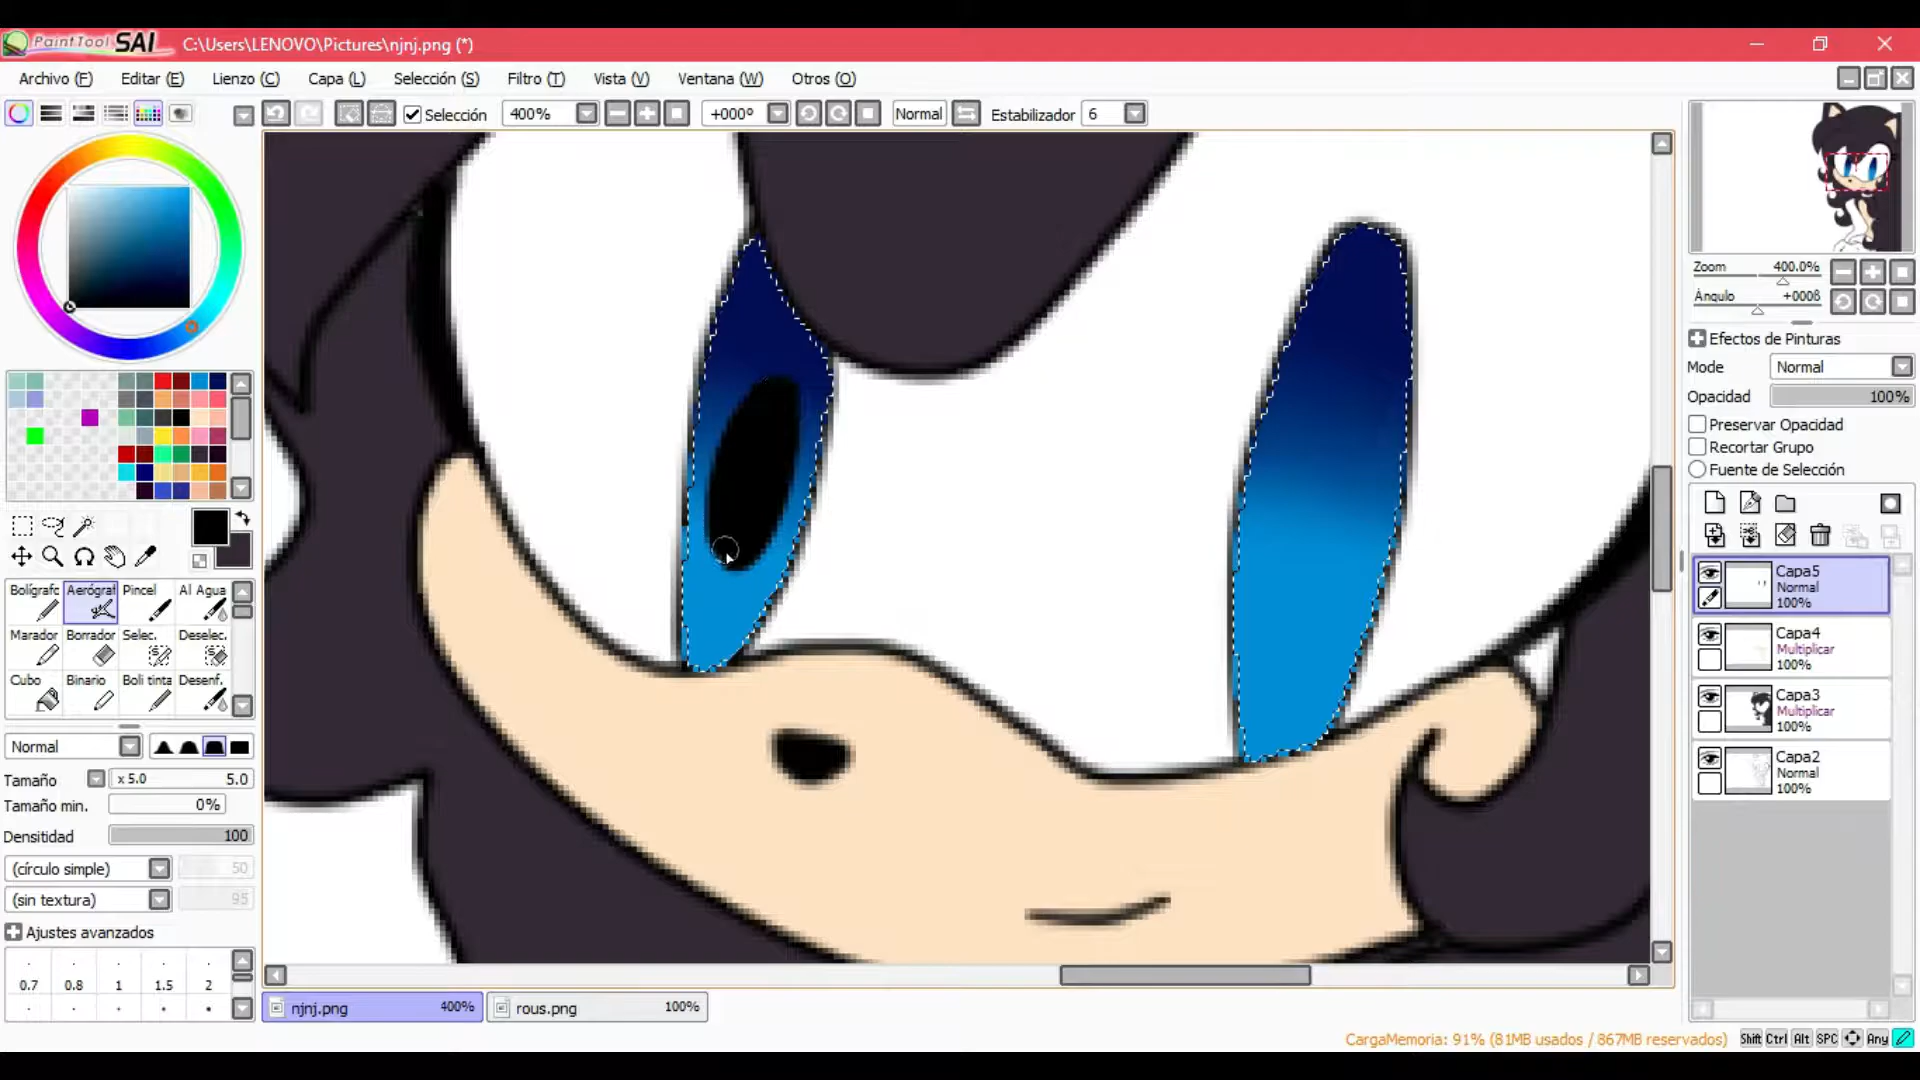 PaintTool SAI C:\Users\LENOVO\Pictures\njnj.png (*)
Archivo (F) Editar (E) Lienzo (C) Capa (L) Selección (S) Filtro (T) Vista (V) Ventana (W) Otros (O)
Selección 400% +000º Normal Estabilizador 6
Zoom 400.0%
Ángulo +000ß
Efectos de Pinturas
Mode Normal
Opacidad 100%
Preservar Opacidad
Recortar Grupo
Fuente de Selección
Capa5
Normal
100%
Capa4
Multiplicar
100%
Capa3
Multiplicar
100%
Capa2
Normal
100%
Bolígrafc Aerógraf Pincel Al Agua
Marador Borrador Selec. Deselec.
Cubo Binario Boli tinta Desenf.
Normal
Tamaño x 5.0 5.0
Tamaño min. 0%
Densitidad 100
(círculo simple) 50
(sin textura) 95
Ajustes avanzados
0.7 0.8 1 1.5 2
njnj.png 400% rous.png 100%
CargaMemoria: 91% (81MB usados / 867MB reservados) Shift Ctrl Alt SPC Any